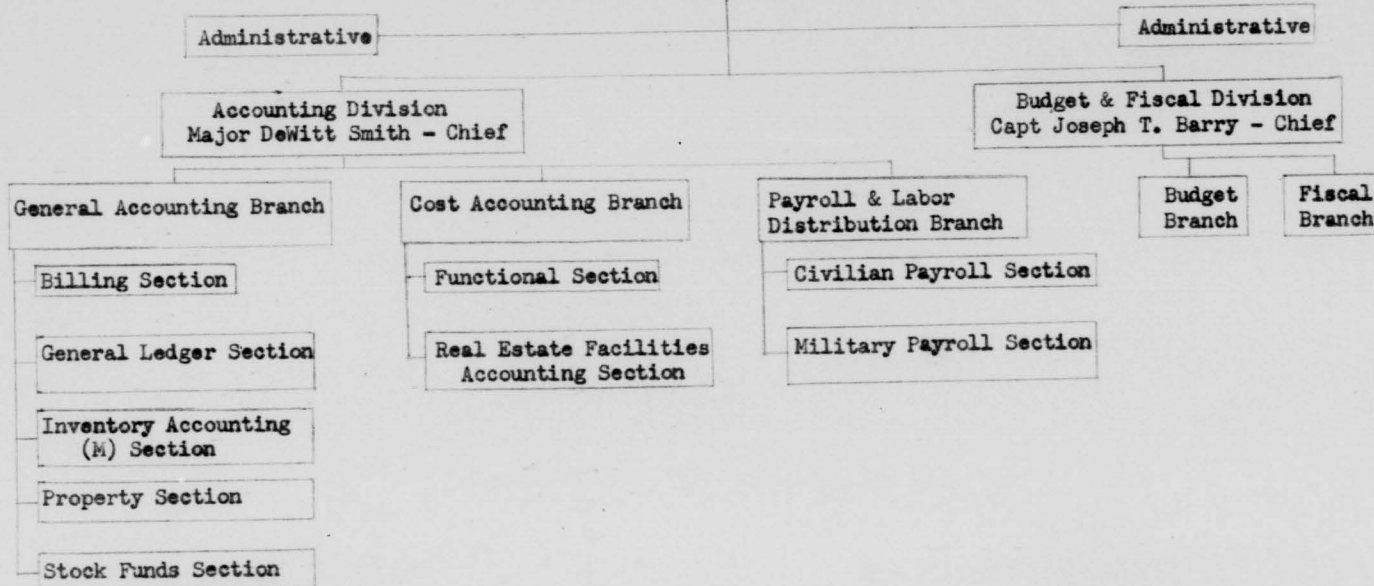 Administrative
Administrative
Accounting Division
Major DeWitt Smith - Chief
Budget & Fiscal Division
Capt Joseph T. Barry - Chief
General Accounting Branch
Cost Accounting Branch
Payroll & Labor
Distribution Branch
Budget
Branch
Fiscal
Branch
Billing Section
General Ledger Section
Inventory Accounting
(M) Section
Property Section
Stock Funds Section
Functional Section
Real Estate Facilities
Accounting Section
Civilian Payroll Section
Military Payroll Section